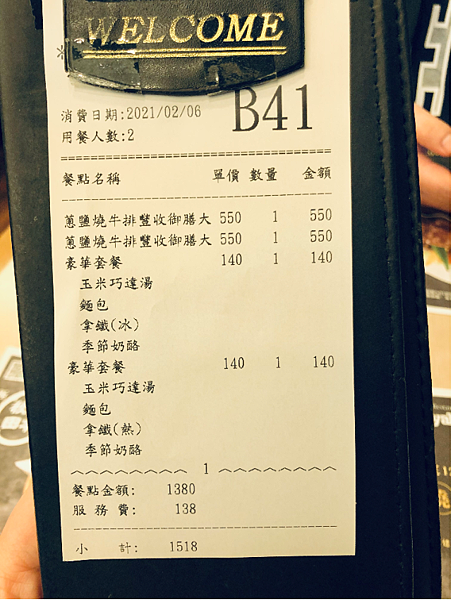 WELCOME
消費日期:2021/02/06
B41
用餐人數:2
餐點名稱 單價 數量 金額
蔥鹽燒牛排豐收御膳大 550 1 550
蔥鹽燒牛排豐收御膳大 550 1 550
豪華套餐 140 1 140
玉米巧達湯
麵包
拿鐵(冰)
季節奶酪
豪華套餐 140 1 140
玉米巧達湯
麵包
拿鐵(熱)
季節奶酪
1
餐點金額: 1380
服務費: 138
小計: 1518